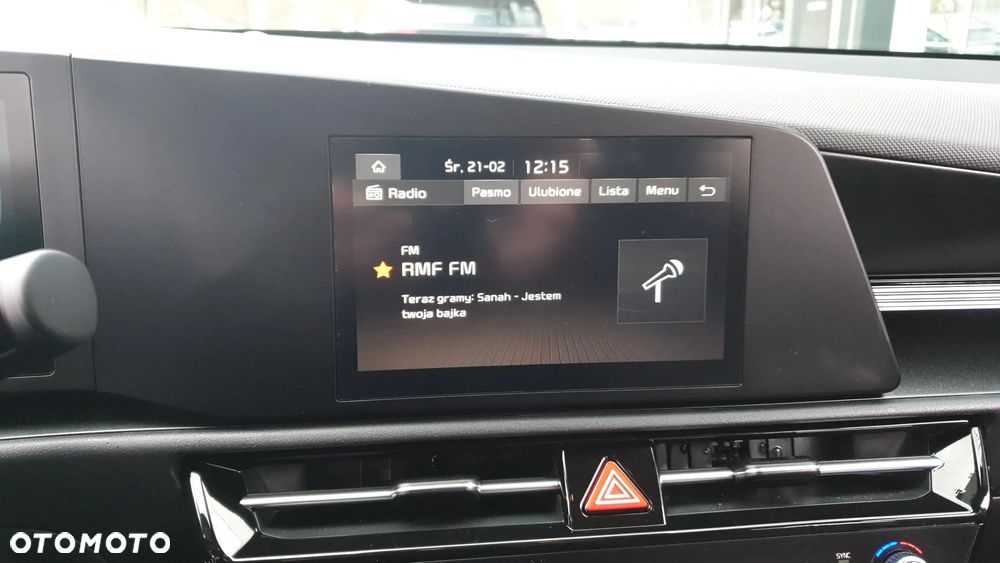 Śr, 21-02 12:15
Radio Pasmo Ulubione Lista Menu
FM
RMF FM
Teraz gramy: Sanah - Jestem
twoja bajka
SYNC
OTOMOTO